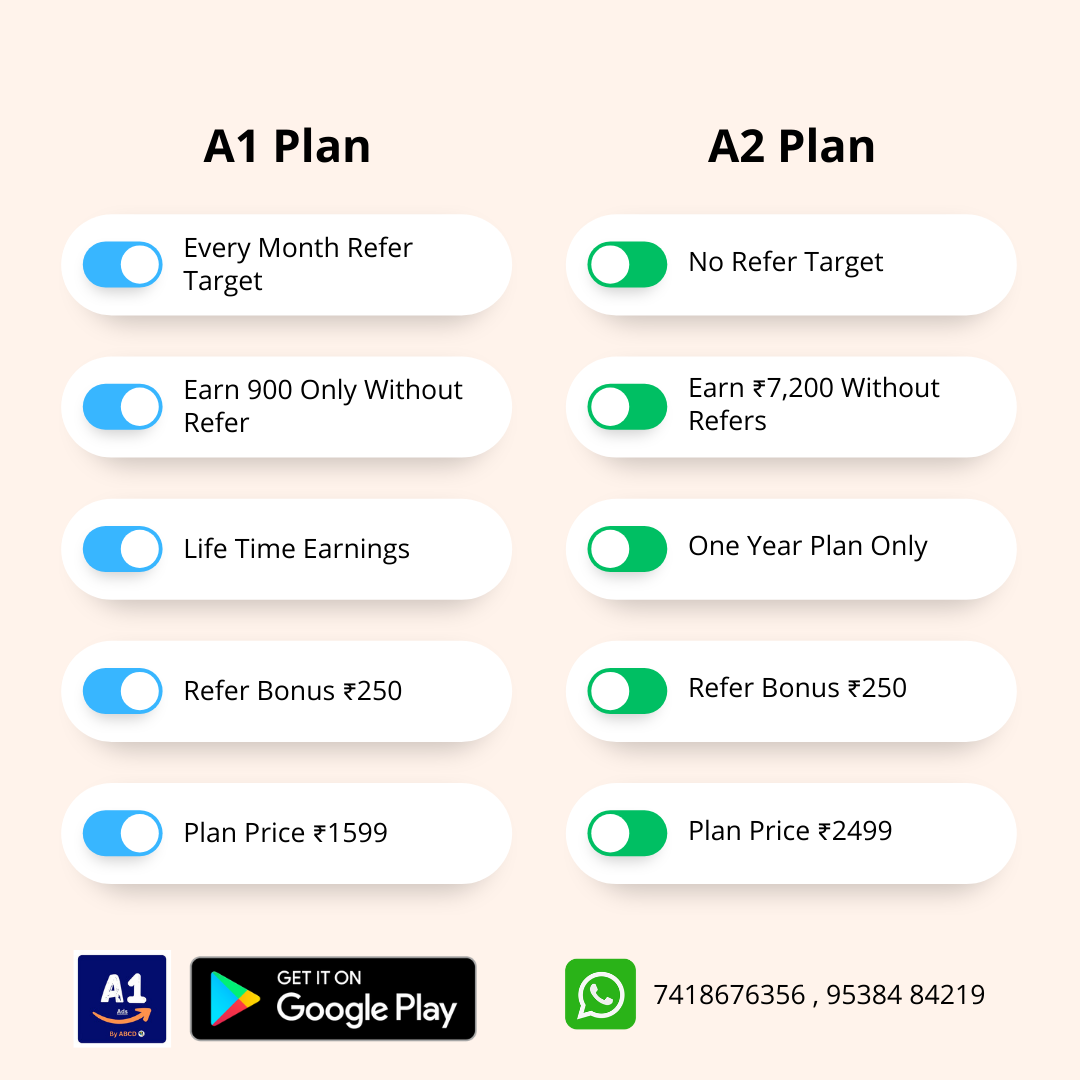 A1 Plan
Every Month Refer
Target
Earn 900 Only Without
Refer
Life Time Earnings
Refer Bonus ₹250
Plan Price ₹1599
A2 Plan
No Refer Target
Earn ₹7,200 Without
Refers
One Year Plan Only
Refer Bonus ₹250
Plan Price ₹2499
A1
Ads
By ABCD
GET IT ON
Google Play
7418676356 , 95384 84219